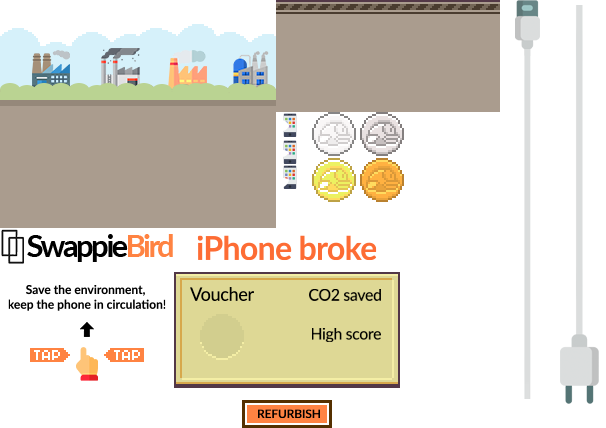 SwappieBird
iPhone broke
Save the environment,
keep the phone in circulation!
TAP TAP
Voucher
CO2 saved
High score
REFURBISH